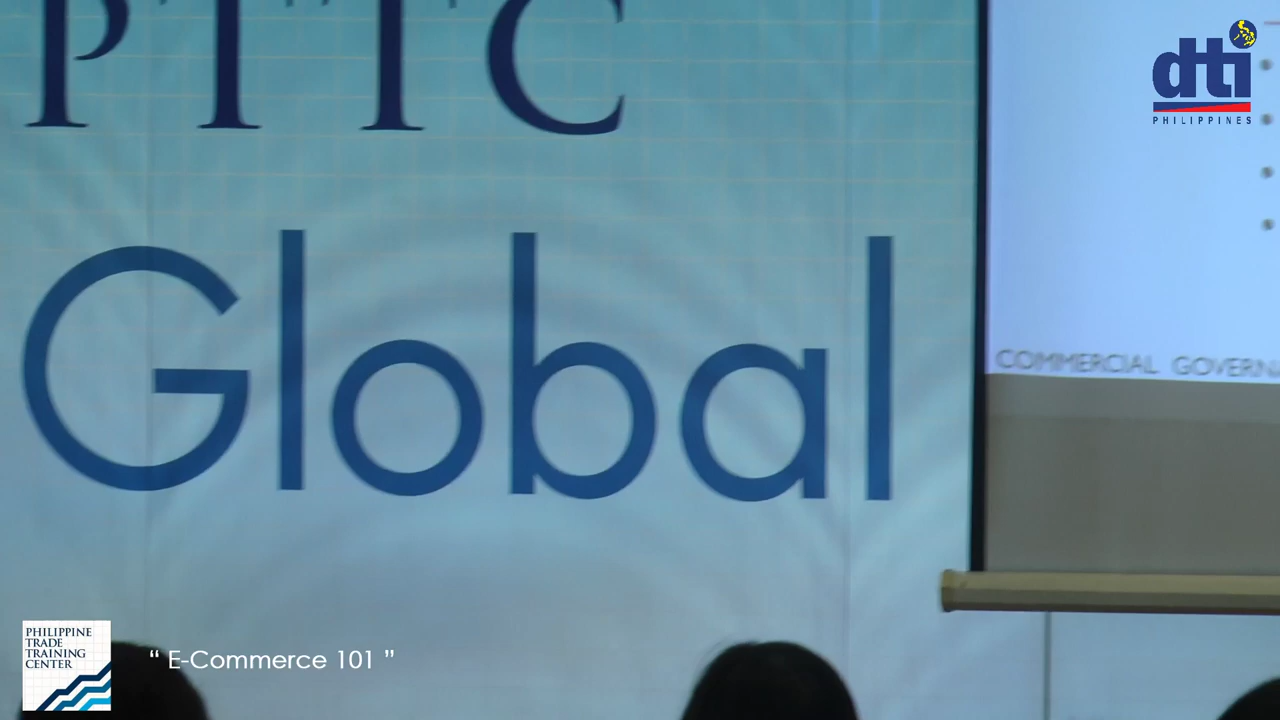 PTTC
Global
dti
PHILIPPINES
COMMERCIAL
PHILIPPINE
TRADE
TRAINING
CENTER
“ E-Commerce 101 ”